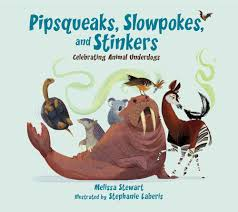 Pipsqueaks, Slowpokes,
and Stinkers
Celebrating Animal Underdogs
Melissa Stewart
Illustrated by Stephanie Laberis